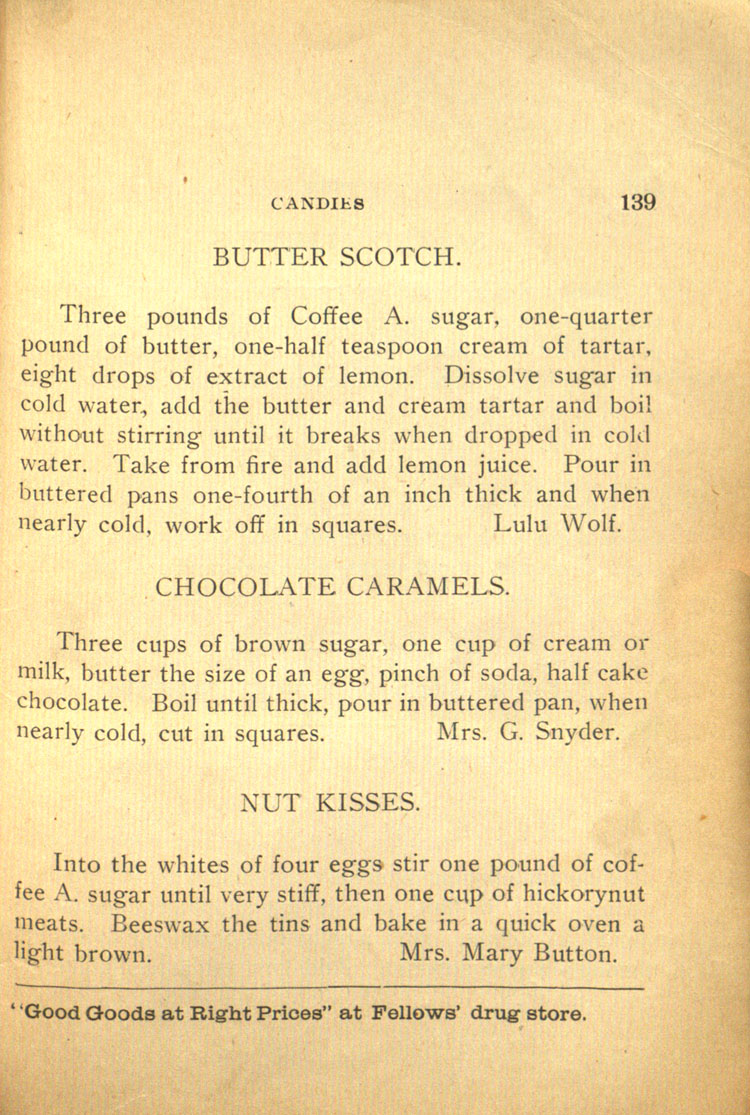 CANDIES 139
BUTTER SCOTCH.
Three pounds of Coffee A. sugar, one-quarter
pound of butter, one-half teaspoon cream of tartar,
eight drops of extract of lemon. Dissolve sugar in
cold water, add the butter and cream tartar and boil
without stirring until it breaks when dropped in cold
water. Take from fire and add lemon juice. Pour in
buttered pans one-fourth of an inch thick and when
nearly cold, work off in squares. Lulu Wolf.
CHOCOLATE CARAMELS.
Three cups of brown sugar, one cup of cream or
milk, butter the size of an egg, pinch of soda, half cake
chocolate. Boil until thick, pour in buttered pan, when
nearly cold, cut in squares. Mrs. G. Snyder.
NUT KISSES.
Into the whites of four eggs stir one pound of cof-
fee A. sugar until very stiff, then one cup of hickorynut
meats. Beeswax the tins and bake in a quick oven a
light brown. Mrs. Mary Button.
"Good Goods at Right Prices" at Fellows' drug store.